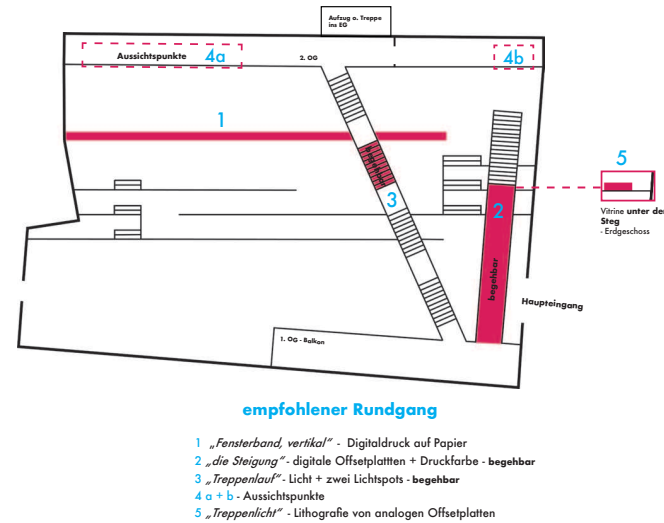 Aufzug o. Treppe
ins EG
Aussichtspunkte 4a
2. OG
4b
1
begehbar
3
2
begehbar
5
Vitrine unter der
Steg
- Erdgeschoss
Haupteingang
1. OG - Balkon
empfohlener Rundgang
1 „Fensterband, vertikal“ - Digitaldruck auf Papier
2 „die Steigung“ - digitale Offsetplattten + Druckfarbe - begehbar
3 „Treppenlauf“ - Licht + zwei Lichtspots - begehbar
4 a + b - Aussichtspunkte
5 „Treppenlicht“ - Lithografie von analogen Offsetplatten